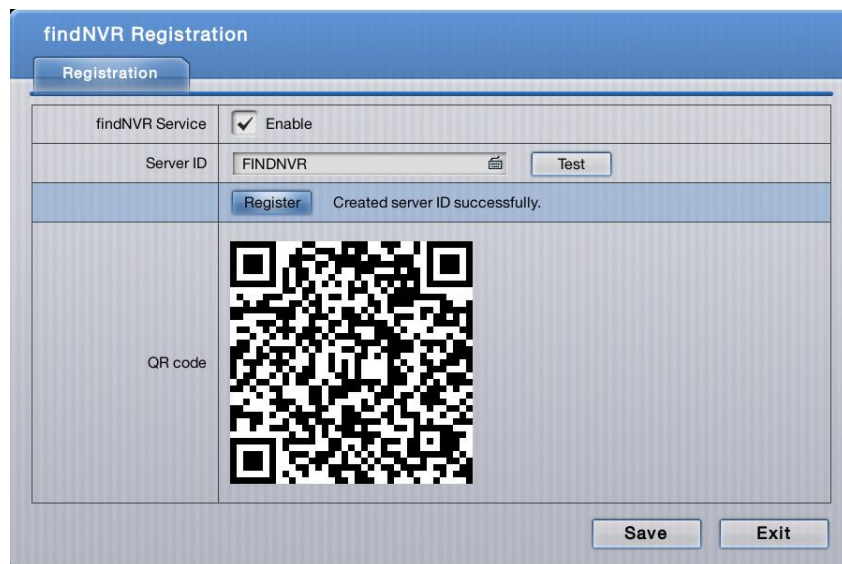 findNVR Registration
Registration
findNVR Service Enable
Server ID FINDNVR Test
Register Created server ID successfully.
QR code
Save Exit